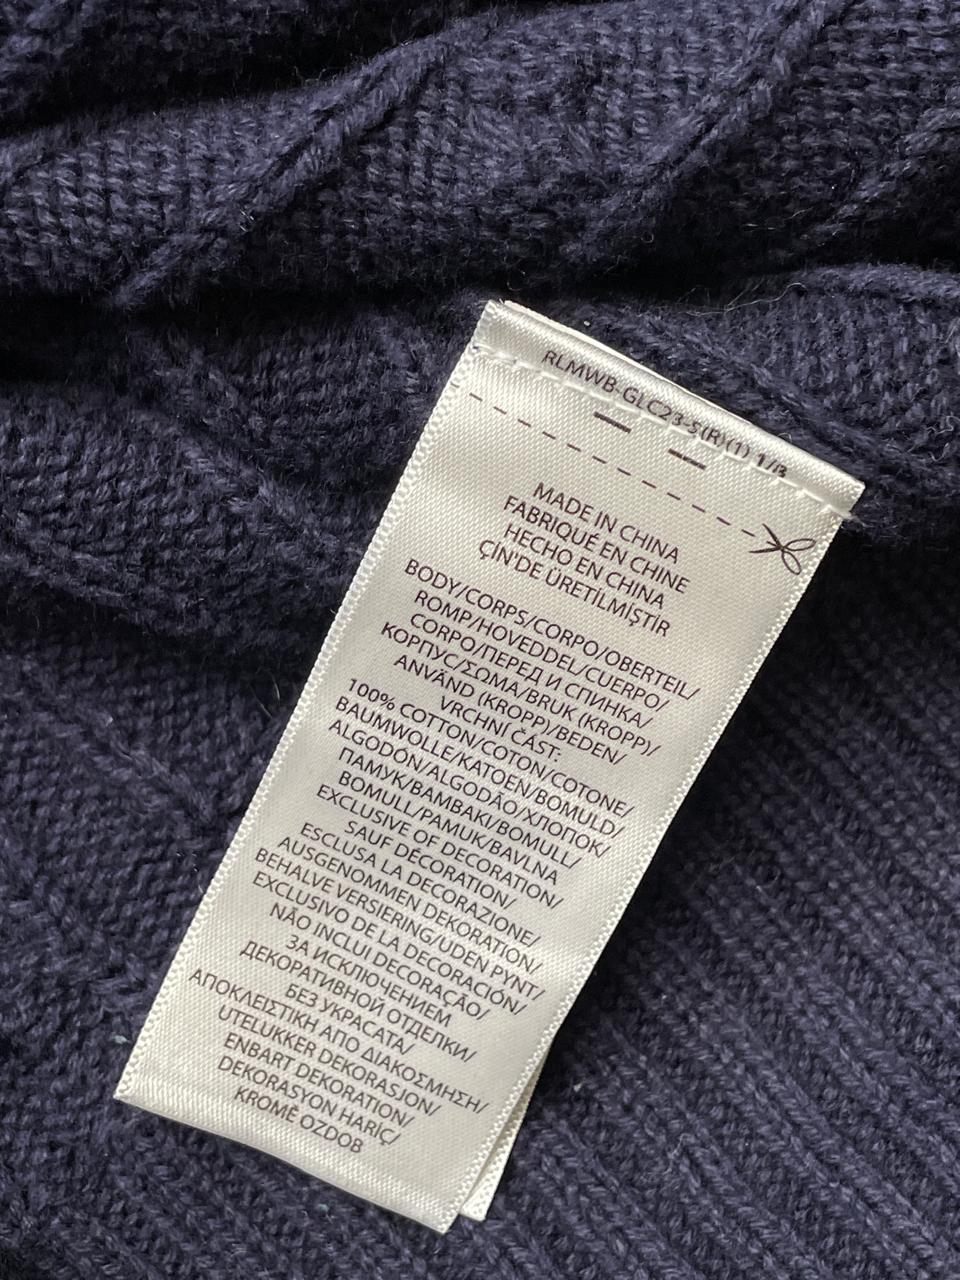 RLMWB-GLC23-S(R)(1) 1/B
MADE IN CHINA
FABRIQUÉ EN CHINE
HECHO EN CHINA
ÇİN'DE ÜRETİLMİŞTİR
BODY/CORPS/CORPO/OBERTEIL/
ROMP/HOVEDDEL/CUERPO/
CORPO/ПЕРЕД И СПИНКА/
КОРПУС/ΣΩΜΑ/BRUK (KROPP)/
ANVÄND (KROPP)/BEDEN/
VRCHNÍ ČÁST:
100% COTTON/COTON/COTONE/
BAUMWOLLE/KATOEN/BOMULD/
ALGODÓN/ALGODÃO/ХЛОПОК/
ПАМУК/ΒΑΜΒΑΚΙ/BOMULL/
BOMULL/PAMUK/BAVLNA
EXCLUSIVE OF DECORATION/
SAUF DÉCORATION/
ESCLUSA LA DECORAZIONE/
AUSGENOMMEN DEKORATION/
BEHALVE VERSIERING/UDEN PYNT/
EXCLUSIVO DE LA DECORACIÓN/
NÃO INCLUI DECORAÇÃO/
ЗА ИСКЛЮЧЕНИЕМ
ДЕКОРАТИВНОЙ ОТДЕЛКИ/
БЕЗ УКРАСАТА/
ΑΠΟΚΛΕΙΣΤΙΚΗ ΑΠΟ ΔΙΑΚΟΣΜΗΣΗ/
UTELUKKER DEKORASJON/
ENBART DEKORATION/
DEKORASYON HARİÇ/
KROMĚ OZDOB